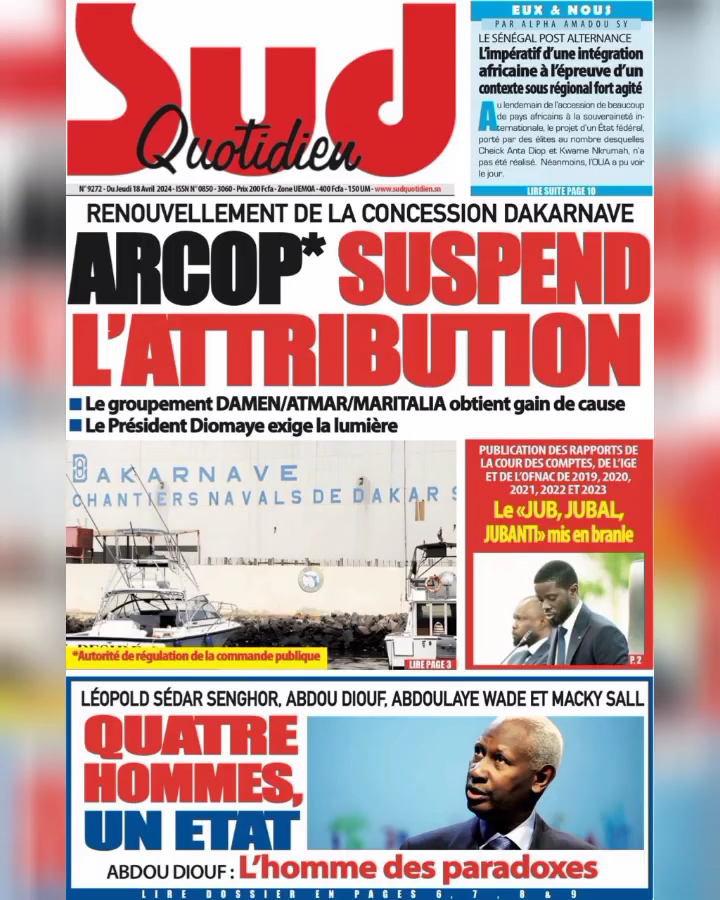 Sud
Quotidien
N° 9272 - Du Jeudi 18 Avril 2024 - ISSN N° 0850 - 3060 - Prix 200 Fcfa - Zone UEMOA - 400 Fcfa - 150 UM - www.sudquotidien.sn
EUX & NOUS
PAR ALPHA AMADOU SY
LE SÉNÉGAL POST ALTERNANCE
L'impératif d'une intégration
africaine à l'épreuve d'un
contexte sous régional fort agité
Au lendemain de l'accession de beaucoup
de pays africains à la souveraineté in-
ternationale, le projet d'un État fédéral,
porté par des élites au nombre desquelles
Cheick Anta Diop et Kwame Nkrumah, n'a
pas été réalisé. Néanmoins, l'OUA a pu voir
le jour.
LIRE SUITE PAGE 10
RENOUVELLEMENT DE LA CONCESSION DAKARNAVE
ARCOP* SUSPEND
L'ATTRIBUTION
Le groupement DAMEN/ATMAR/MARITALIA obtient gain de cause
Le Président Diomaye exige la lumière
DAKARNAVE
CHANTIERS NAVALS DE DAKAR
*Autorité de régulation de la commande publique
LIRE PAGE 3
PUBLICATION DES RAPPORTS DE
LA COUR DES COMPTES, DE L'IGE
ET DE L'OFNAC DE 2019, 2020,
2021, 2022 ET 2023
Le «JUB, JUBAL,
JUBANTI» mis en branle
P. 2
LÉOPOLD SÉDAR SENGHOR, ABDOU DIOUF, ABDOULAYE WADE ET MACKY SALL
QUATRE
HOMMES,
UN ETAT
ABDOU DIOUF : L'homme des paradoxes
LIRE DOSSIER EN PAGES 6, 7, 8 & 9